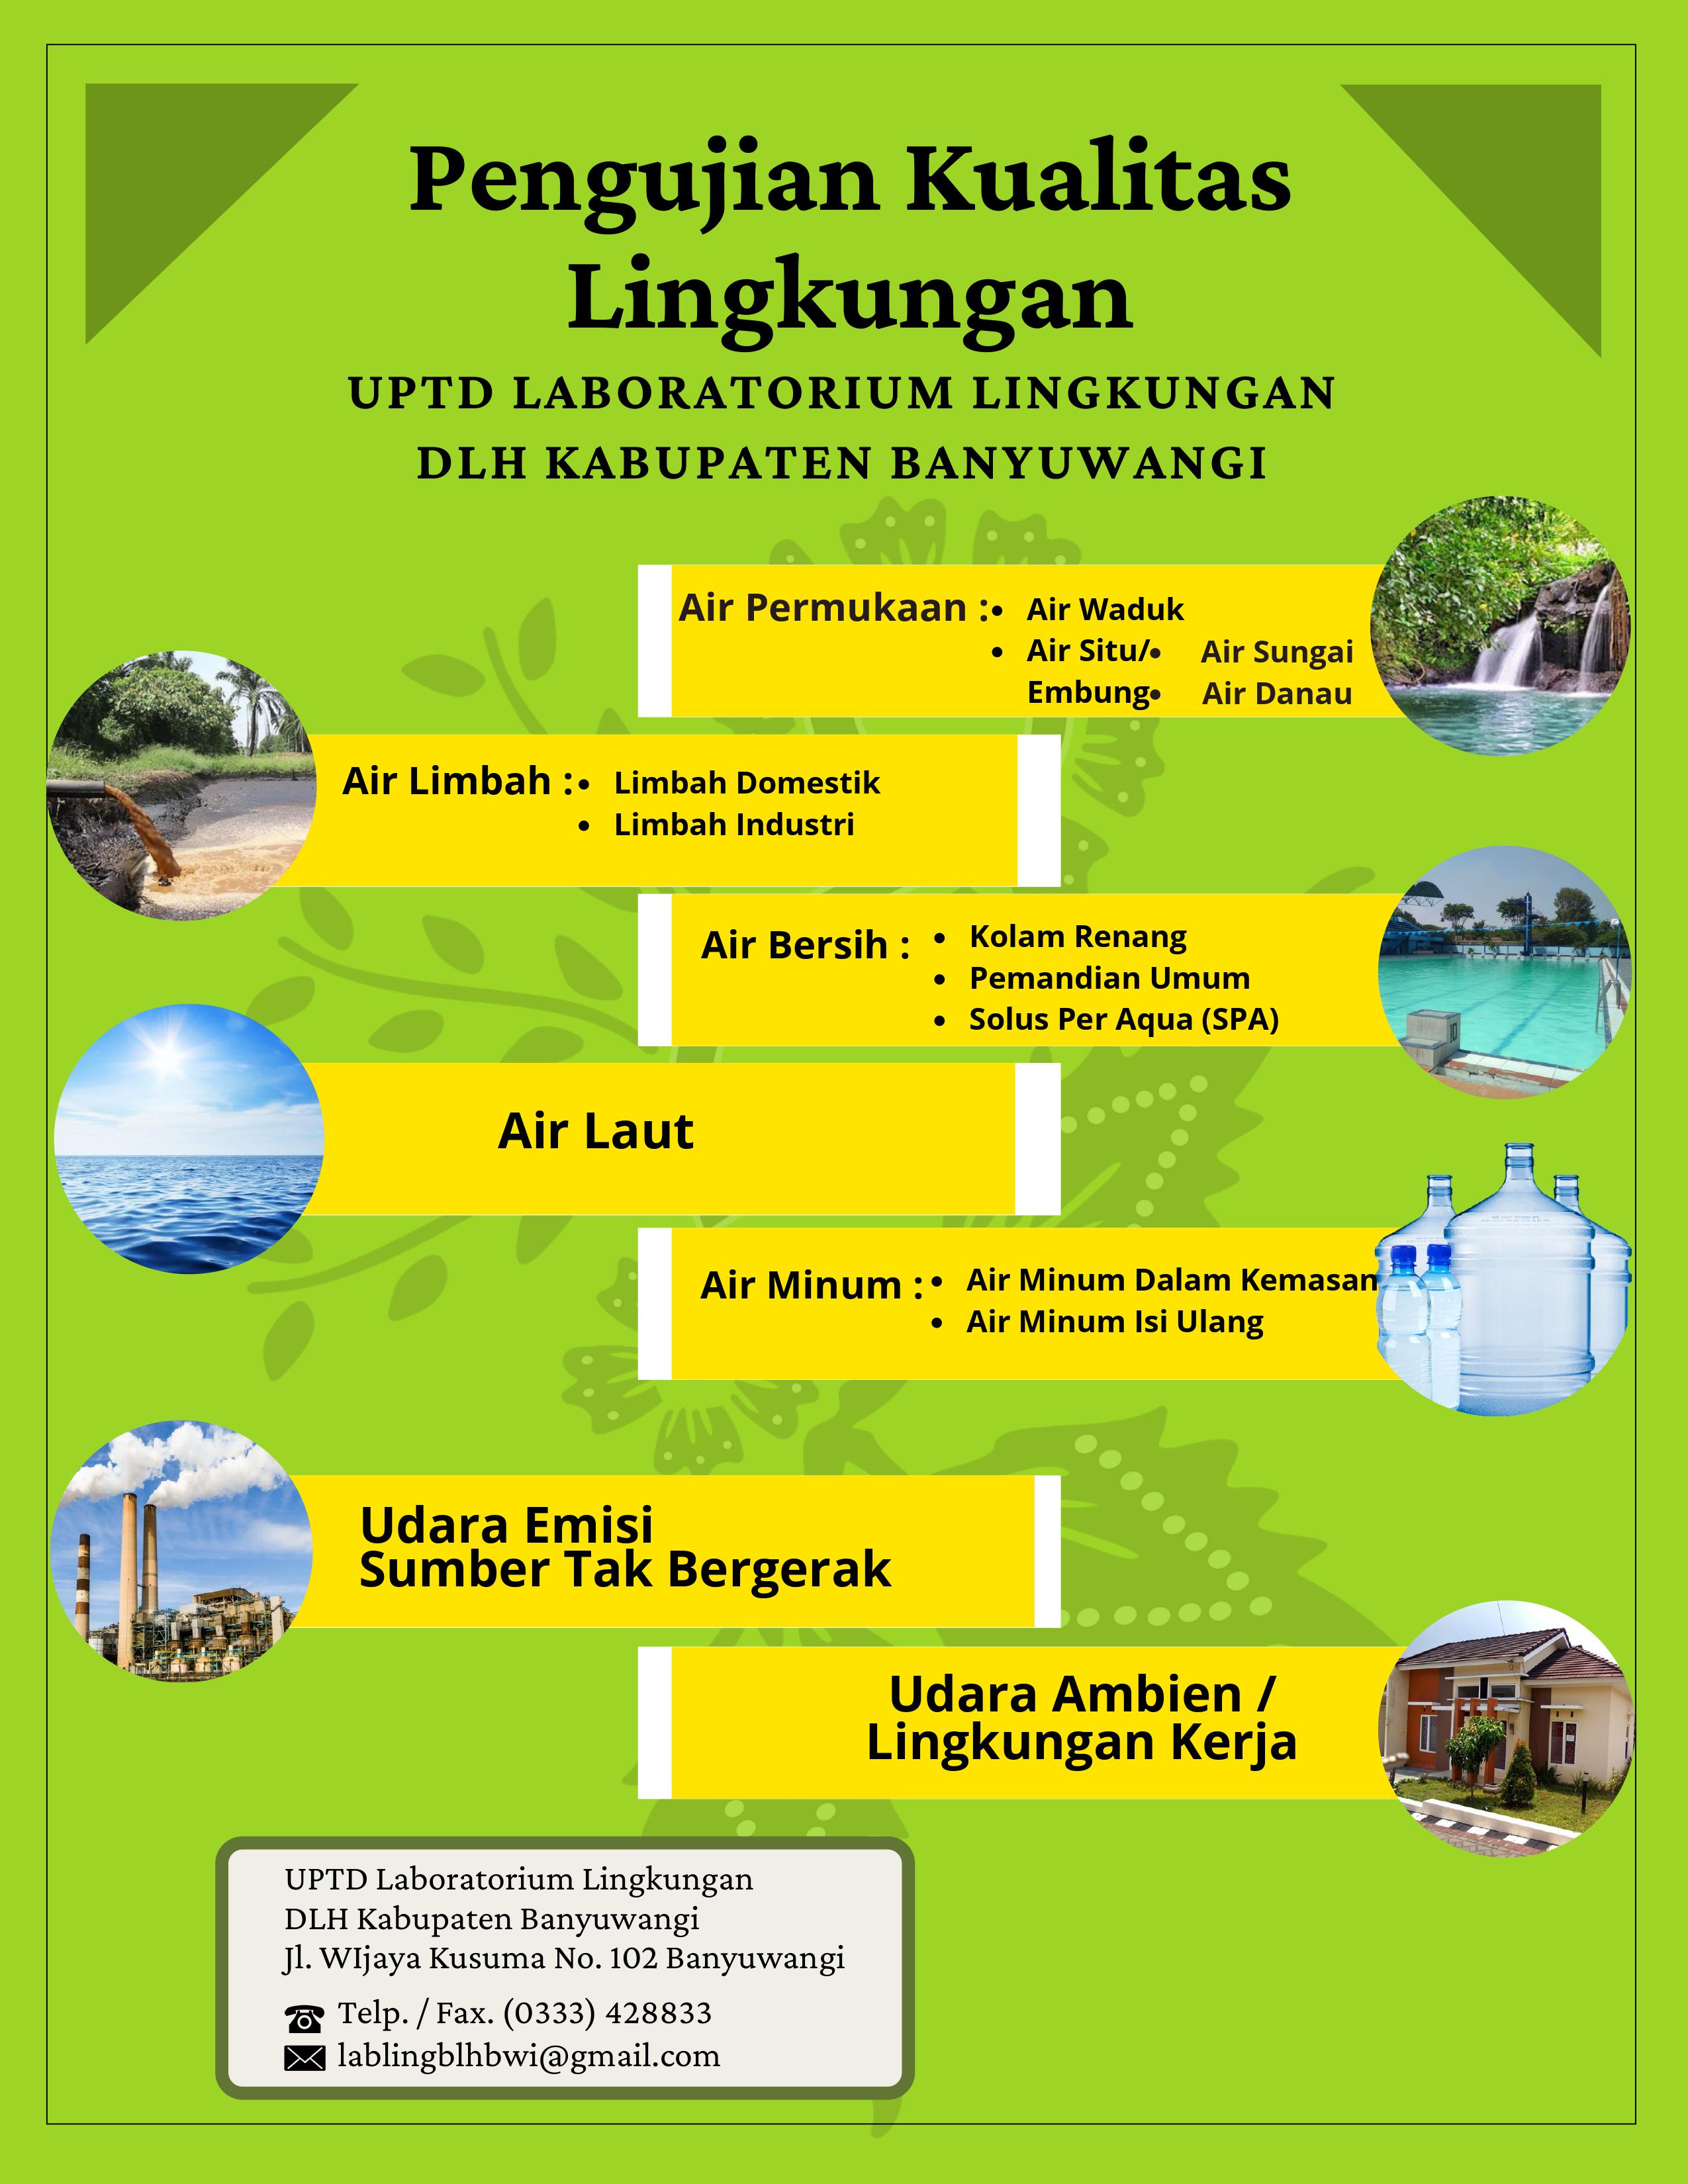 Pengujian Kualitas
Lingkungan
UPTD LABORATORIUM LINGKUNGAN
DLH KABUPATEN BANYUWANGI
Air Permukaan :
• Air Waduk
• Air Situ/
Embung
• Air Sungai
• Air Danau
Air Limbah :
• Limbah Domestik
• Limbah Industri
Air Bersih :
• Kolam Renang
• Pemandian Umum
• Solus Per Aqua (SPA)
Air Laut
Air Minum :
• Air Minum Dalam Kemasan
• Air Minum Isi Ulang
Udara Emisi
Sumber Tak Bergerak
Udara Ambien /
Lingkungan Kerja
UPTD Laboratorium Lingkungan
DLH Kabupaten Banyuwangi
Jl. WIjaya Kusuma No. 102 Banyuwangi
Telp. / Fax. (0333) 428833
lablingblhbwi@gmail.com